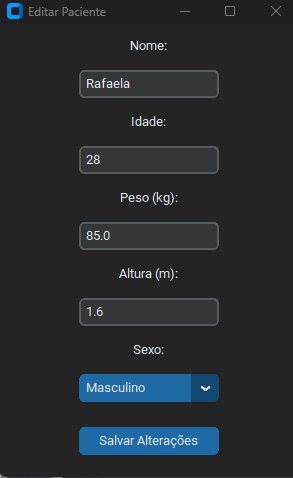 Editar Paciente
Nome:
Rafaela
Idade:
28
Peso (kg):
85.0
Altura (m):
1.6
Sexo:
Masculino
Salvar Alterações